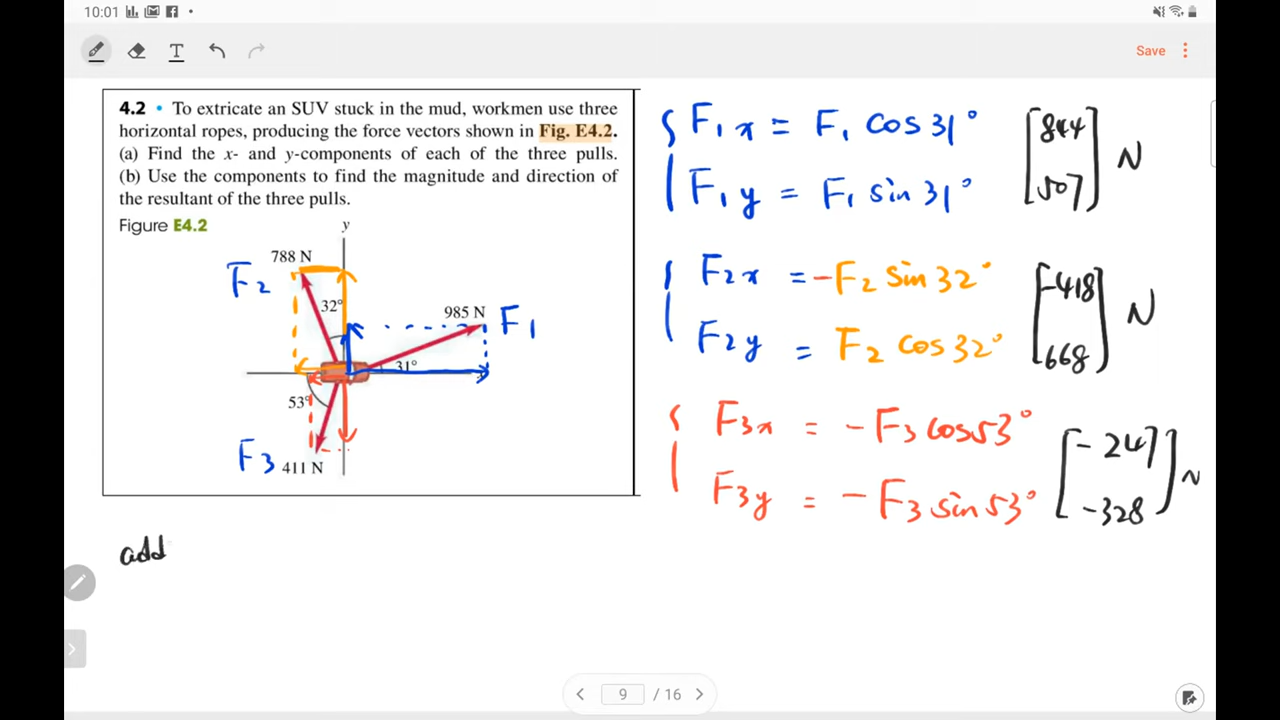 10:01
Save
4.2 • To extricate an SUV stuck in the mud, workmen use three
horizontal ropes, producing the force vectors shown in Fig. E4.2.
(a) Find the x- and y-components of each of the three pulls.
(b) Use the components to find the magnitude and direction of
the resultant of the three pulls.
Figure E4.2
y
788 N
F2
32°
985 N
F1
31°
53°
F3
411 N
F1x = F1 cos 31° [844
F1y = F1 sin 31° 507] N
F2x = -F2 sin 32° [-418
F2y = F2 cos 32° 668] N
F3x = -F3 cos 53° [-247
F3y = -F3 sin 53° -328] N
add
9 / 16